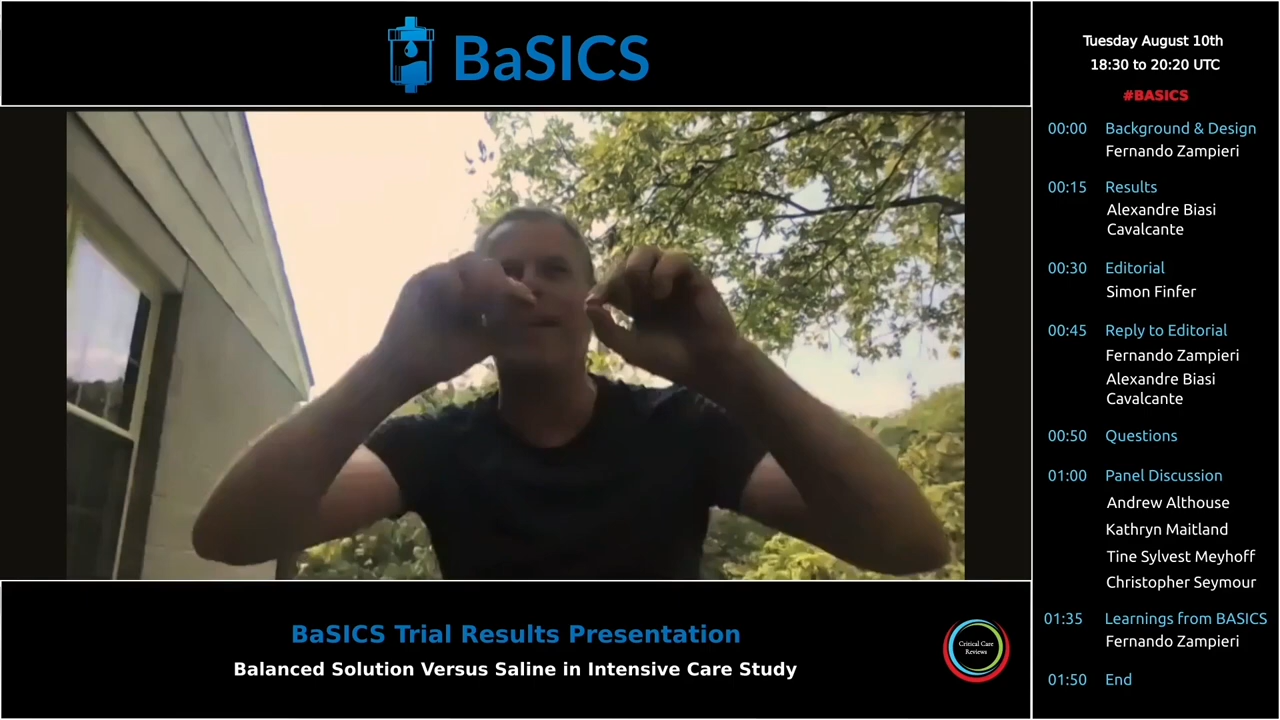 BaSICS
BaSICS Trial Results Presentation
Balanced Solution Versus Saline in Intensive Care Study
Critical Care
Reviews
Tuesday August 10th
18:30 to 20:20 UTC
#BASICS
00:00 Background & Design
Fernando Zampieri
00:15 Results
Alexandre Biasi
Cavalcante
00:30 Editorial
Simon Finfer
00:45 Reply to Editorial
Fernando Zampieri
Alexandre Biasi
Cavalcante
00:50 Questions
01:00 Panel Discussion
Andrew Althouse
Kathryn Maitland
Tine Sylvest Meyhoff
Christopher Seymour
01:35 Learnings from BASICS
Fernando Zampieri
01:50 End